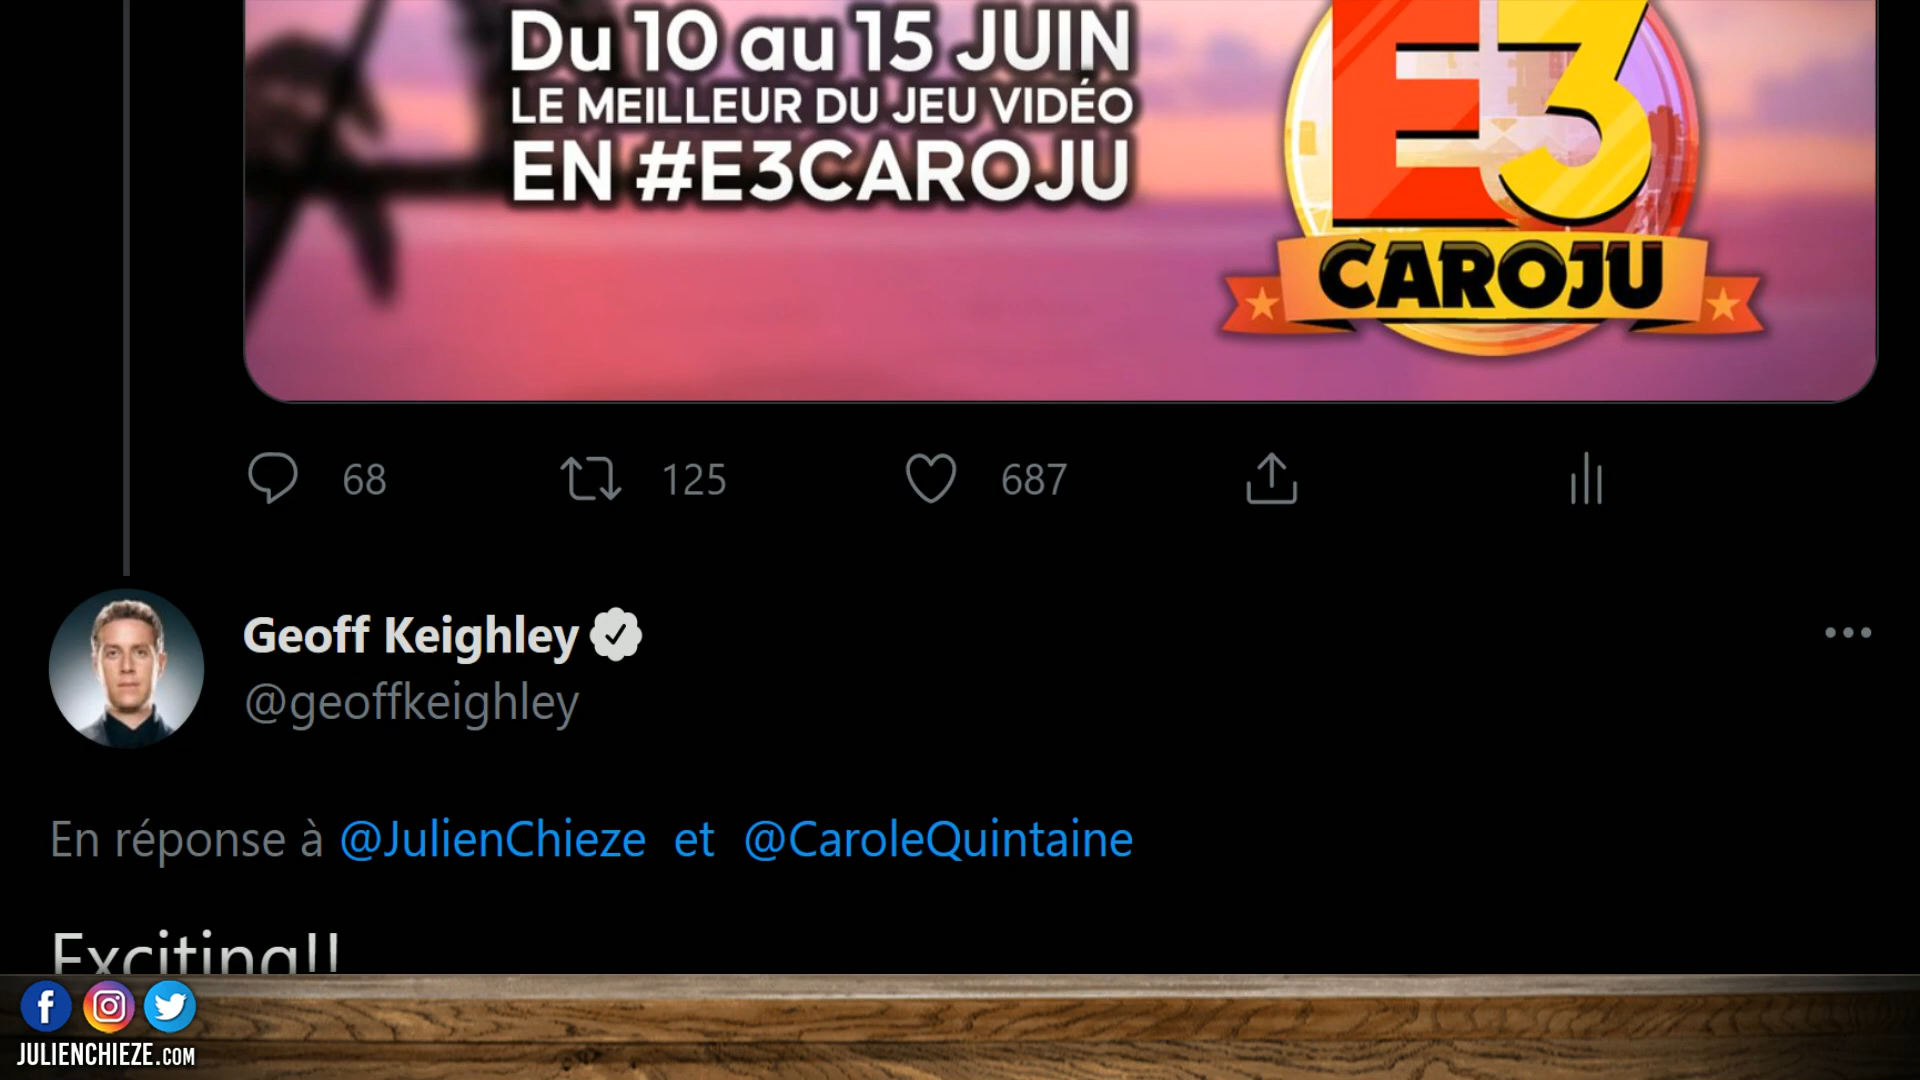 Du 10 au 15 JUIN
LE MEILLEUR DU JEU VIDÉO
EN #E3CAROJU
E3
CAROJU
68
125
687
Geoff Keighley
@geoffkeighley
En réponse à @JulienChieze et @CaroleQuintaine
Exciting!!
JULIENCHIEZE.COM